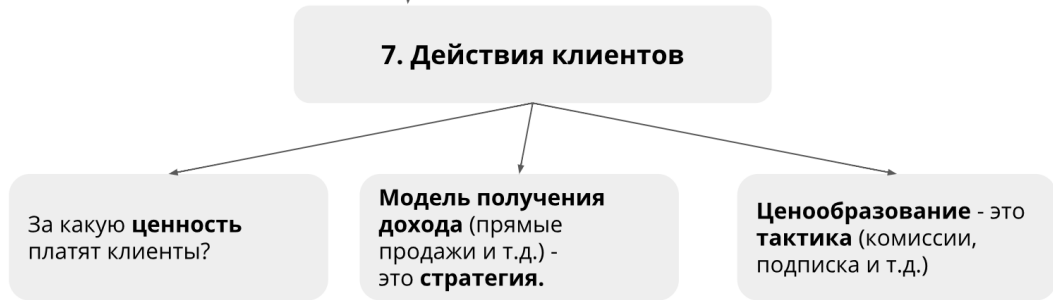 7. Действия клиентов
За какую ценность
платят клиенты?
Модель получения
дохода (прямые
продажи и т.д.) -
это стратегия.
Ценообразование - это
тактика (комиссии,
подписка и т.д.)